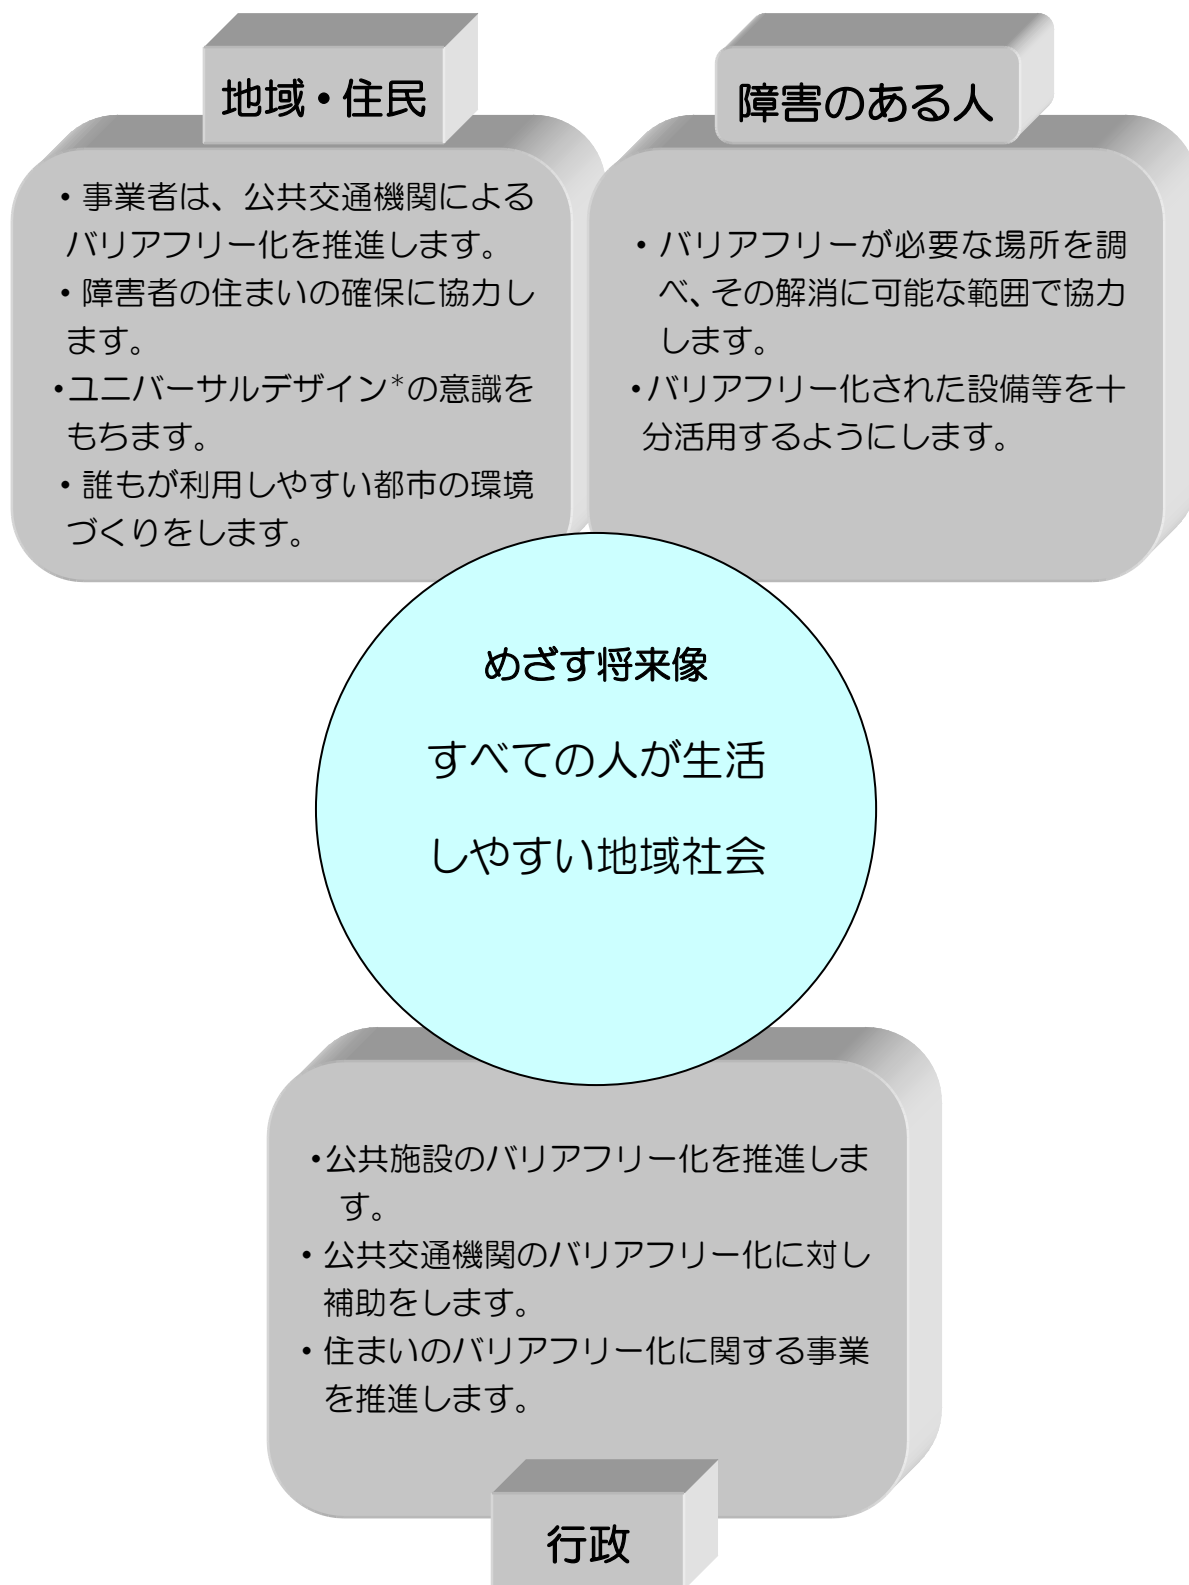 地域・住民
・事業者は、公共交通機関による
バリアフリー化を推進します。
・障害者の住まいの確保に協力し
ます。
・ユニバーサルデザイン*の意識を
もちます。
・誰もが利用しやすい都市の環境
づくりをします。
障害のある人
・バリアフリーが必要な場所を調
べ、その解消に可能な範囲で協力
します。
・バリアフリー化された設備等を十
分活用するようにします。
めざす将来像
すべての人が生活
しやすい地域社会
・公共施設のバリアフリー化を推進しま
す。
・公共交通機関のバリアフリー化に対し
補助をします。
・住まいのバリアフリー化に関する事業
を推進します。
行政